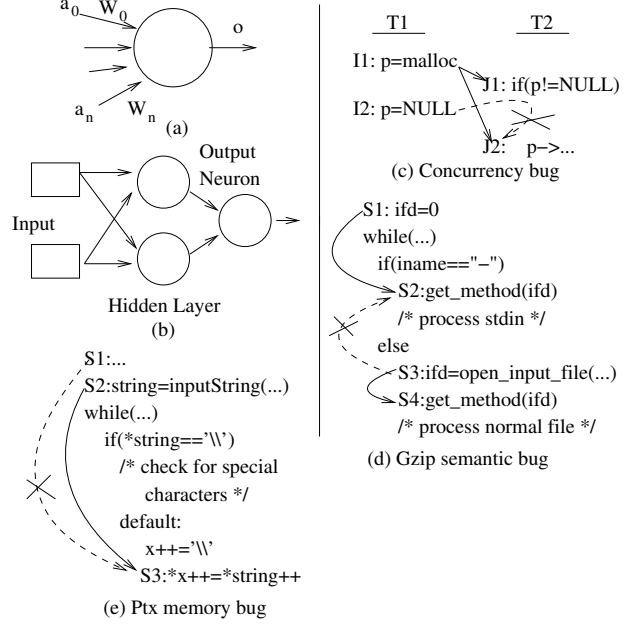 a0 W0
o
an Wn
(a)
Output
Neuron
Input
Hidden Layer
(b)
T1 T2
I1: p=malloc
J1: if(p!=NULL)
I2: p=NULL
J2: p->...
(c) Concurrency bug
S1: ifd=0
while(...)
if(iname=="-")
S2:get_method(ifd)
/* process stdin */
else
S3:ifd=open_input_file(...)
S4:get_method(ifd)
/* process normal file */
(d) Gzip semantic bug
S1:...
S2:string=inputString(...)
while(...)
if(*string=='\\')
/* check for special
characters */
default:
x++='\\'
S3:*x++=*string++
(e) Ptx memory bug